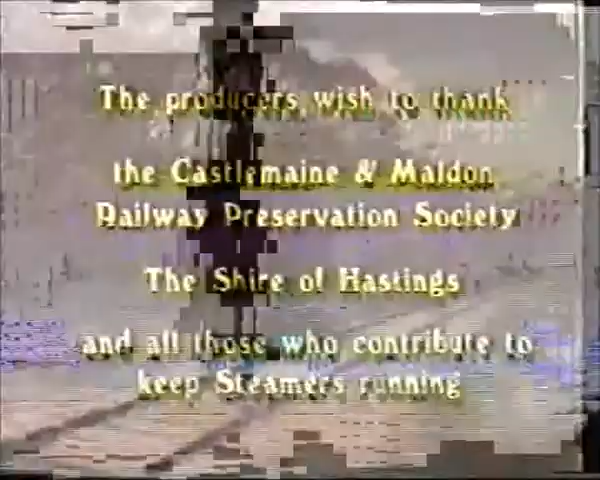 The producers wish to thank
the Castlemaine & Maldon
Railway Preservation Society
The Shire of Hastings
and all those who contribute to
keep Steamers running